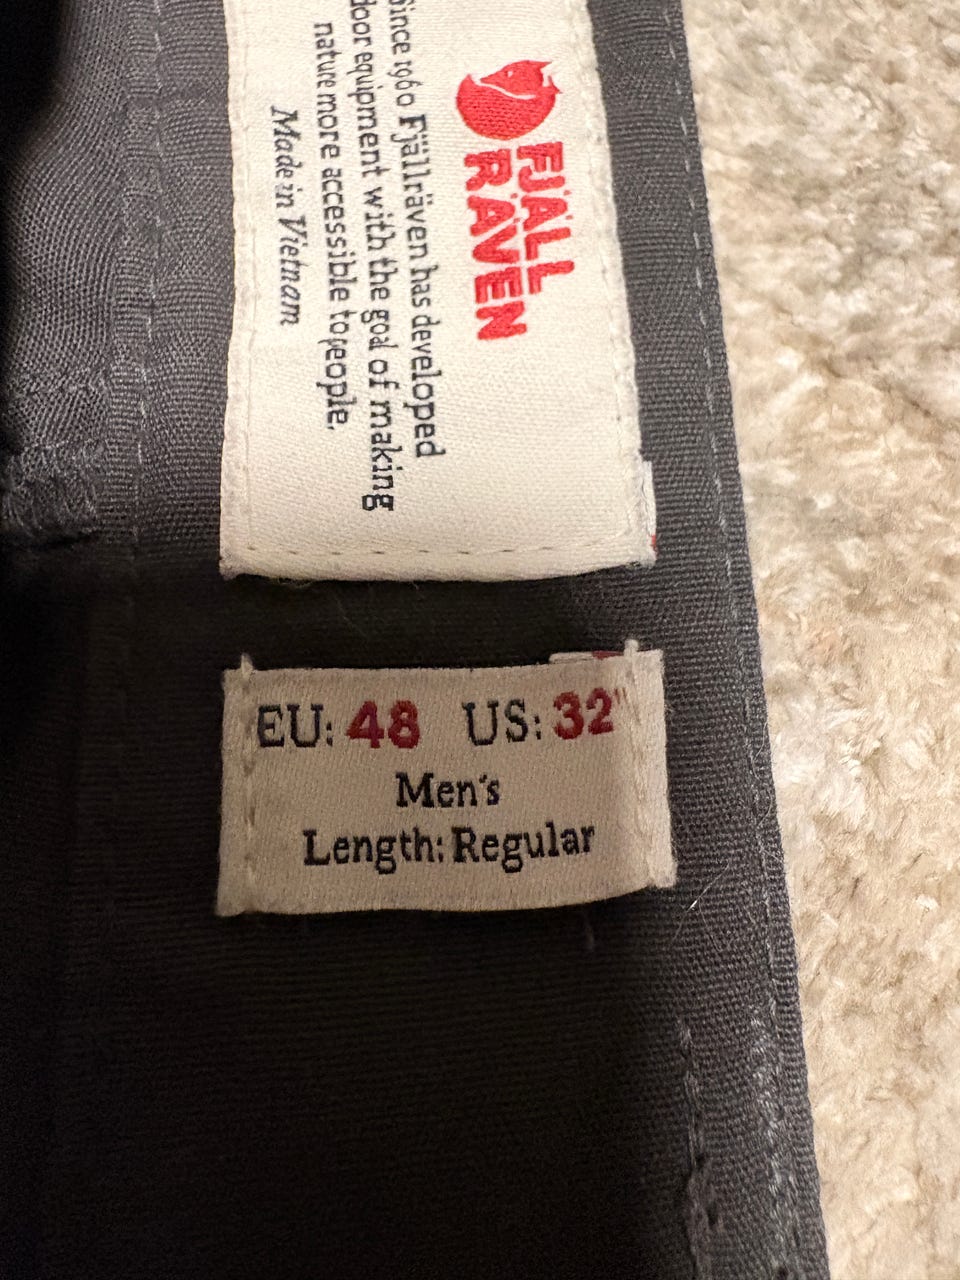 FJÄLL
RÄVEN
Since 1960 Fjällräven has developed
door equipment with the goal of making
nature more accessible to people.
Made in Vietnam
EU: 48 US: 32"
Men's
Length: Regular